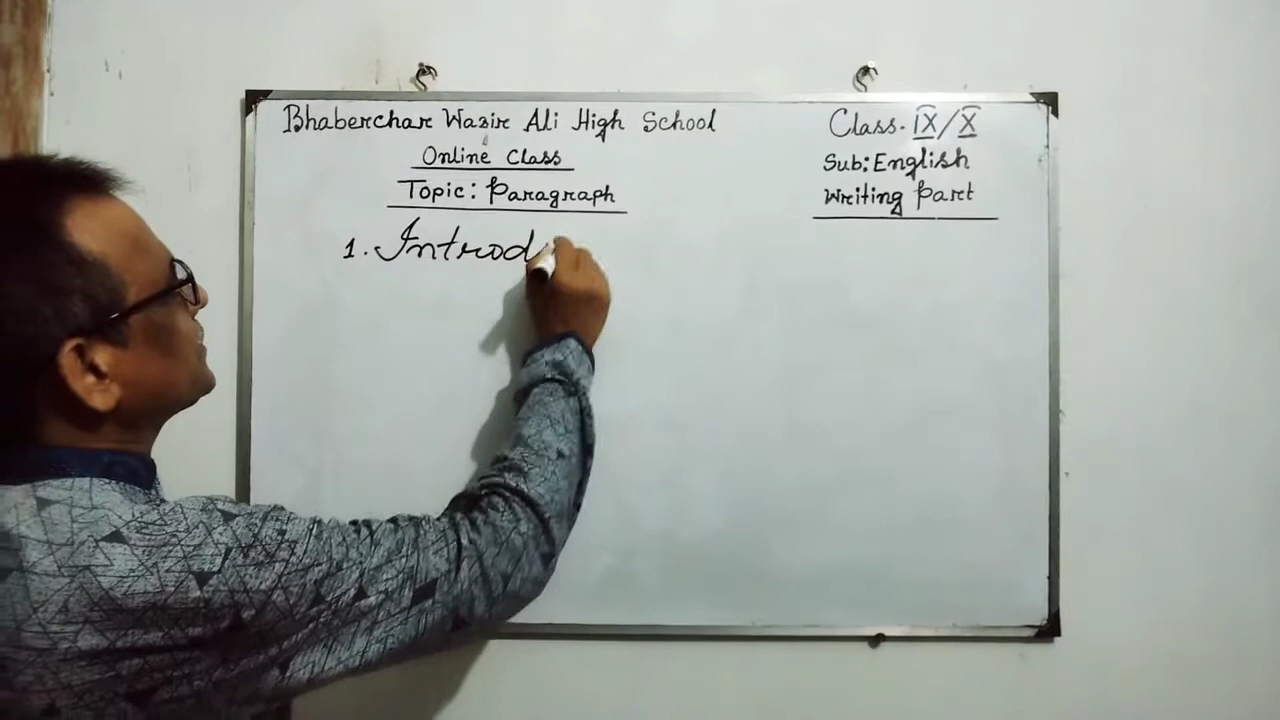 Bhaberchar Wazir Ali High School
Online Class
Topic: Paragraph
1. Introd
Class. IX/X
Sub: English
Writing Part